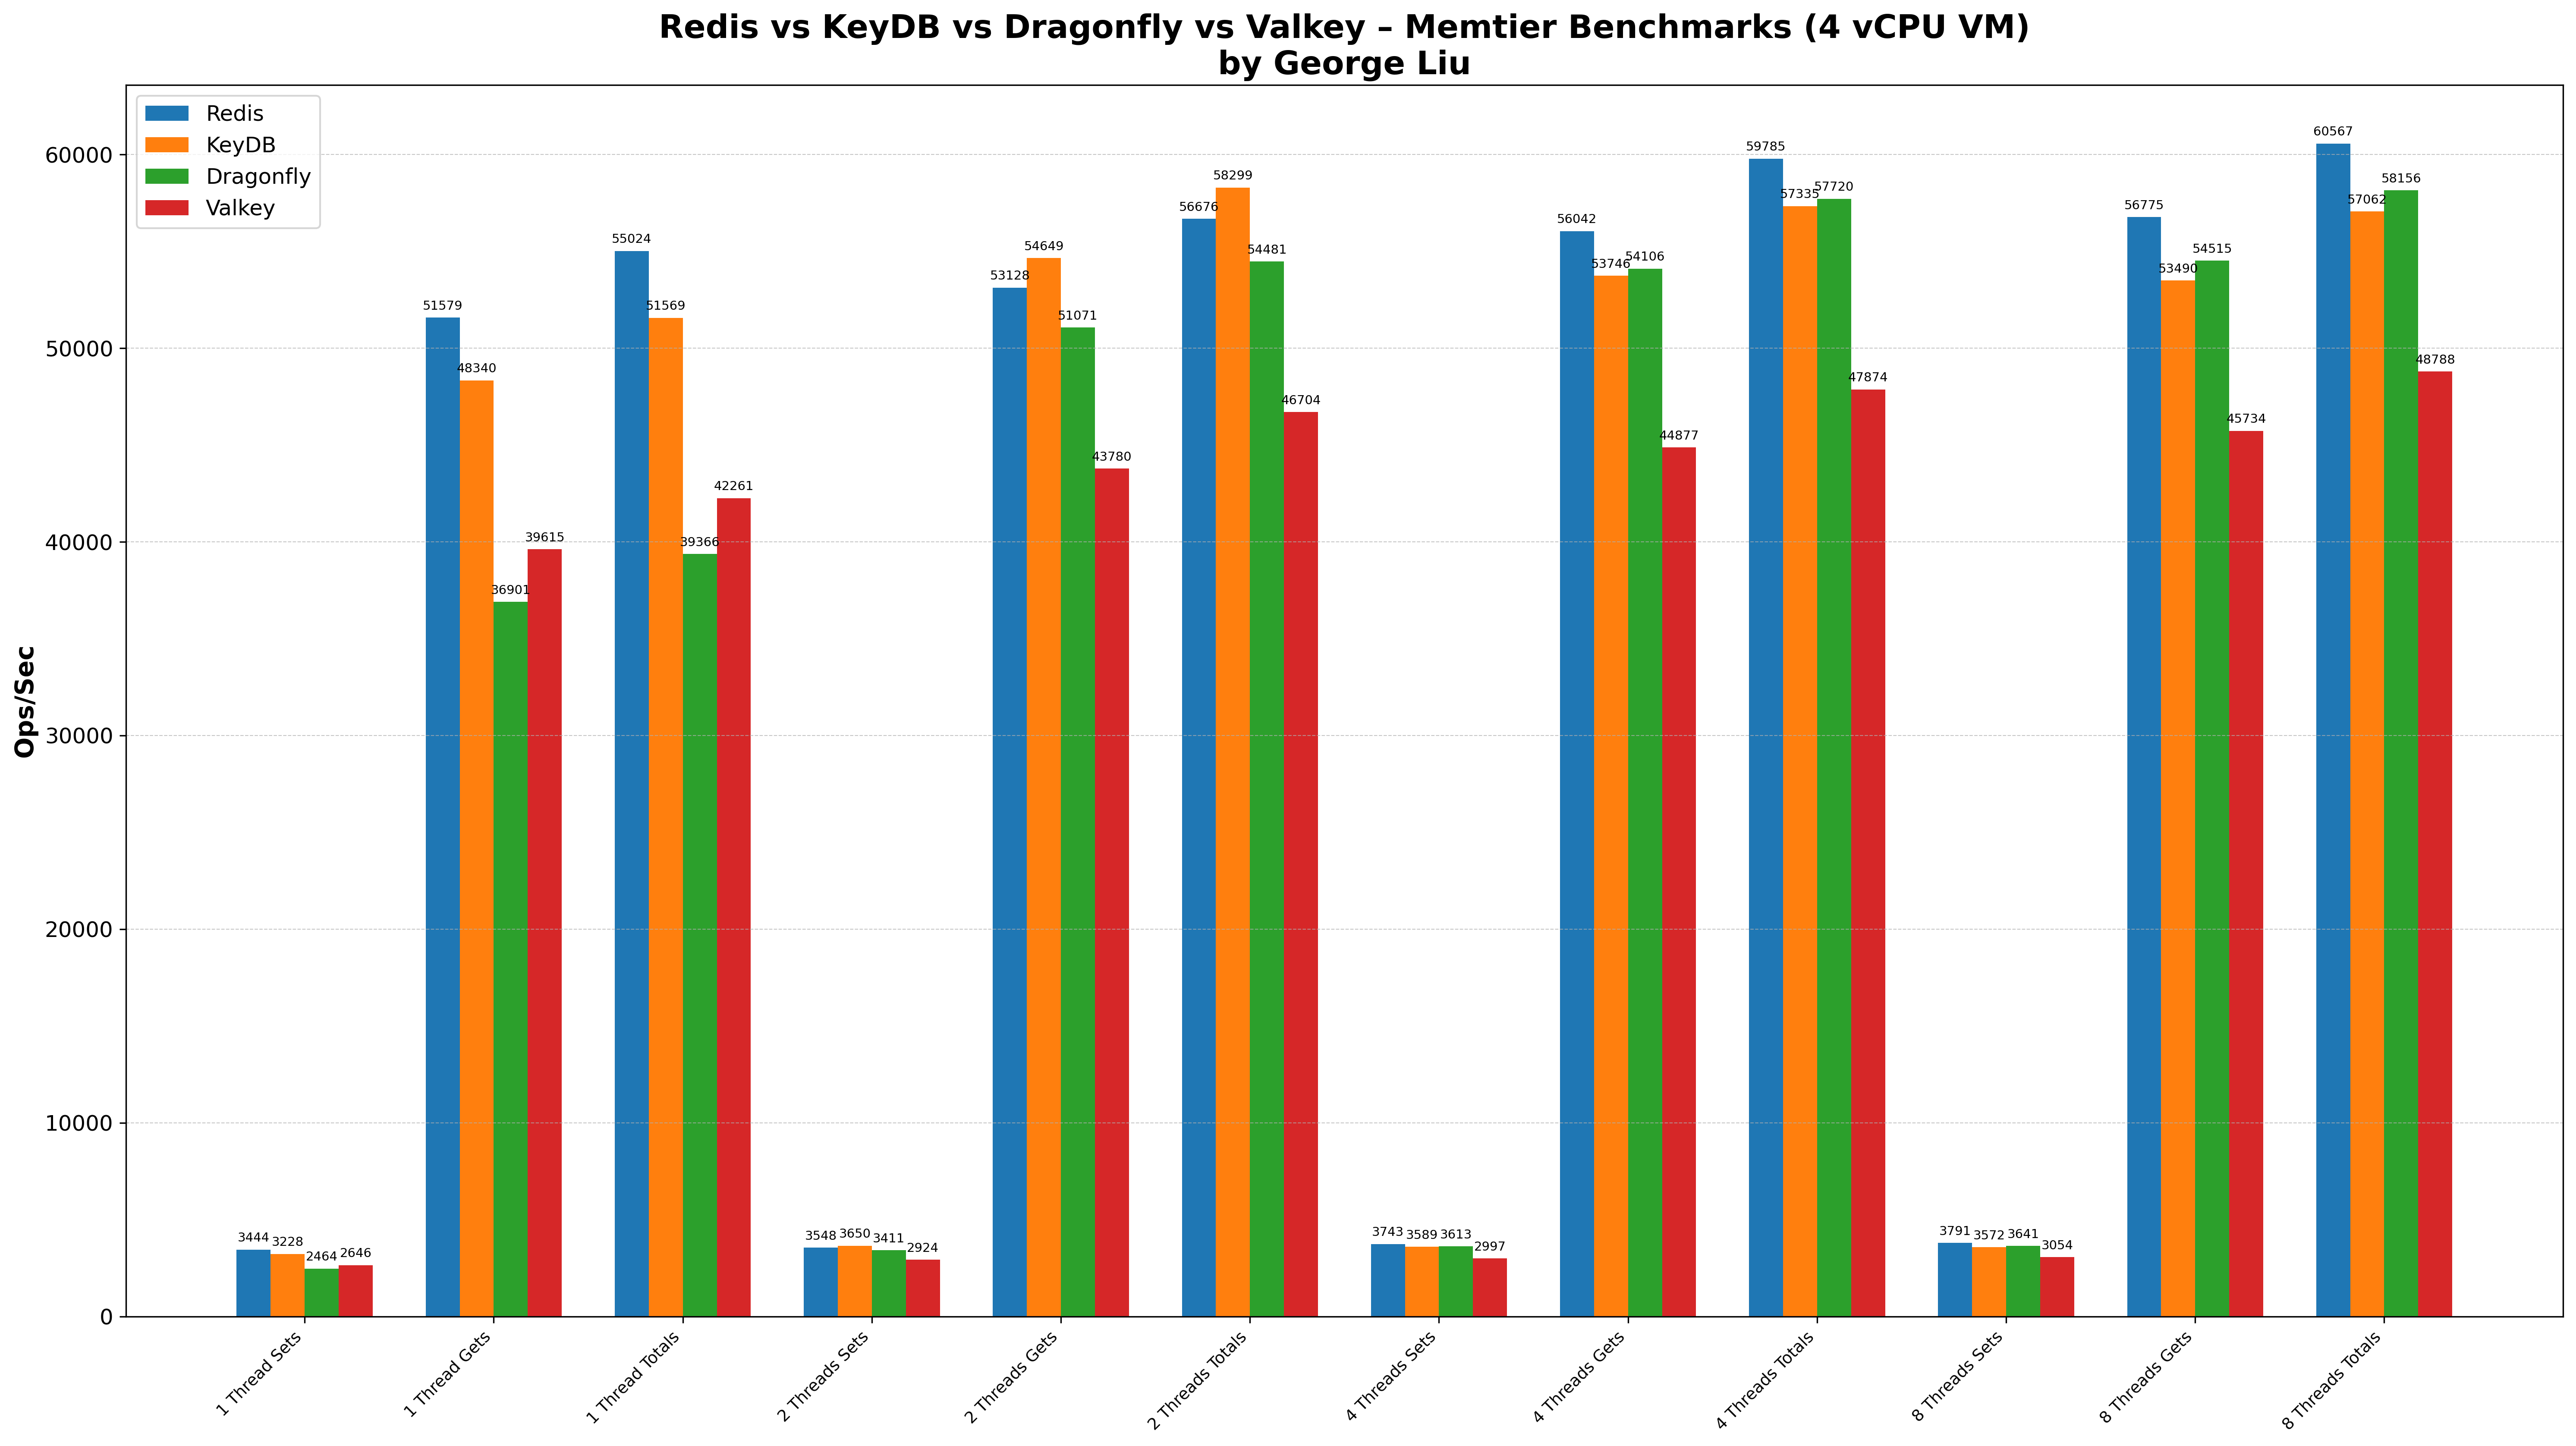 Redis vs KeyDB vs Dragonfly vs Valkey – Memtier Benchmarks (4 vCPU VM)
by George Liu
Redis
KeyDB
Dragonfly
Valkey
Ops/Sec
60000
50000
40000
30000
20000
10000
0
3444 3228 2464 2646
51579 48340 36901 39615
55024 51569 39366 42261
3548 3650 3411 2924
53128 54649 51071 43780
56676 58299 54481 46704
3743 3589 3613 2997
56042 53746 54106 44877
59785 57335 57720 47874
3791 3572 3641 3054
56775 53490 54515 45734
60567 57062 58156 48788
1 Thread Sets
1 Thread Gets
1 Thread Totals
2 Threads Sets
2 Threads Gets
2 Threads Totals
4 Threads Sets
4 Threads Gets
4 Threads Totals
8 Threads Sets
8 Threads Gets
8 Threads Totals